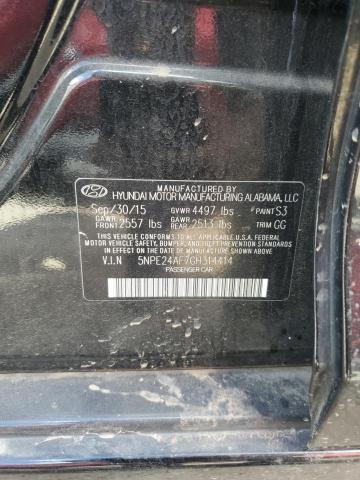 MANUFACTURED BY
HYUNDAI MOTOR MANUFACTURING ALABAMA, LLC
Sep/30/15 GVWR 4497 lbs PAINT S3
GAWR FRONT 2557 lbs GAWR REAR 2513 lbs TRIM GG
THIS VEHICLE CONFORMS TO ALL APPLICABLE U.S. FEDERAL
MOTOR VEHICLE SAFETY, BUMPER, AND THEFT PREVENTION STANDARDS
IN EFFECT ON THE DATE OF MANUFACTURE SHOWN ABOVE.
V.I.N 5NPE24AF7GH314414
PASSENGER CAR